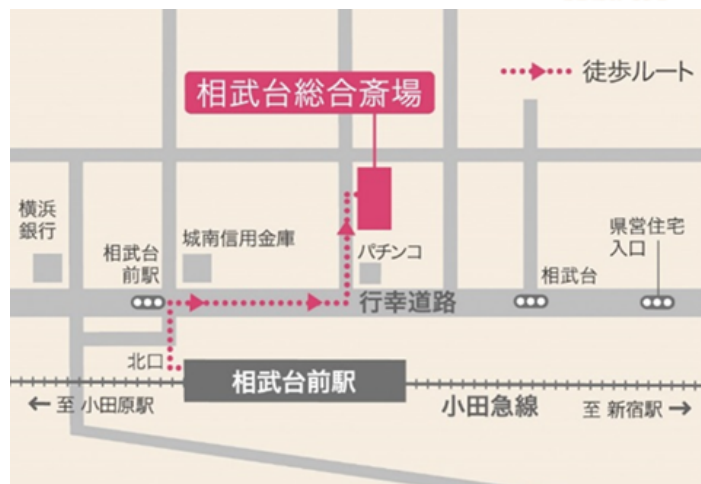 徒歩ルート
相武台総合斎場
横浜
銀行
相武台
前駅
城南信用金庫
パチンコ
県営住宅
入口
相武台
行幸道路
北口
相武台前駅
← 至 小田原駅
小田急線
至 新宿駅 →